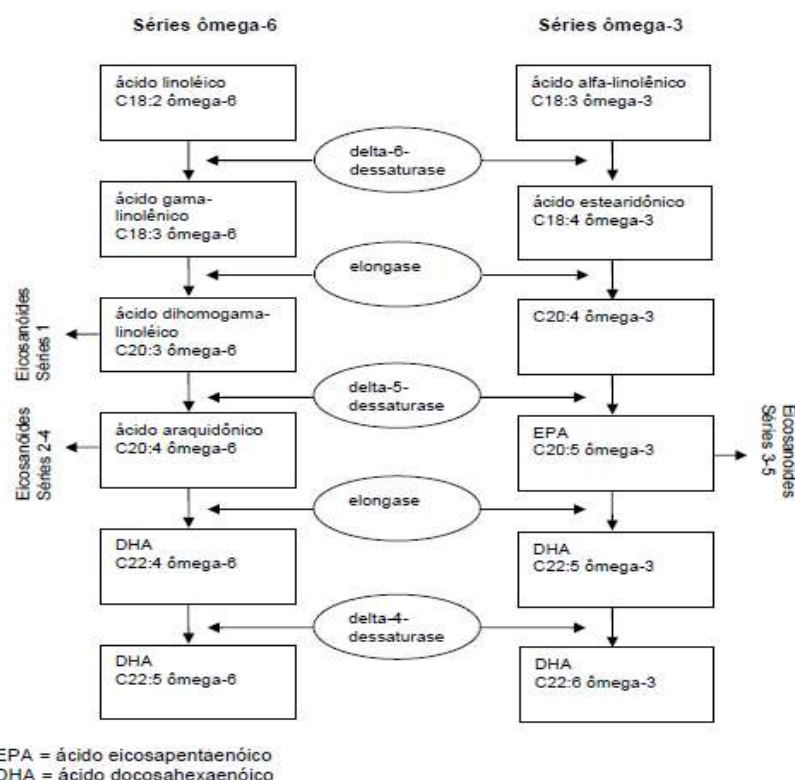 Séries ômega-6
Séries ômega-3
ácido linoléico
C18:2 ômega-6
ácido alfa-linolênico
C18:3 ômega-3
delta-6-
dessaturase
ácido gama-
linolênico
C18:3 ômega-6
ácido estearidônico
C18:4 ômega-3
elongase
Eicosanóides
Séries 1
ácido dihomogama-
linoléico
C20:3 ômega-6
C20:4 ômega-3
delta-5-
dessaturase
Eicosanóides
Séries 2-4
ácido araquidônico
C20:4 ômega-6
EPA
C20:5 ômega-3
Eicosanoides
Séries 3-5
elongase
DHA
C22:4 ômega-6
DHA
C22:5 ômega-3
delta-4-
dessaturase
DHA
C22:5 ômega-6
DHA
C22:6 ômega-3
EPA = ácido eicosapentaenóico
DHA = ácido docosahexaenóico